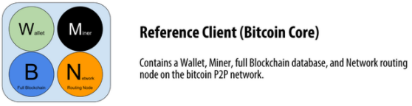 Wallet
Miner
B
Full Blockchain
Network
Routing Node
Reference Client (Bitcoin Core)
Contains a Wallet, Miner, full Blockchain database, and Network routing
node on the bitcoin P2P network.